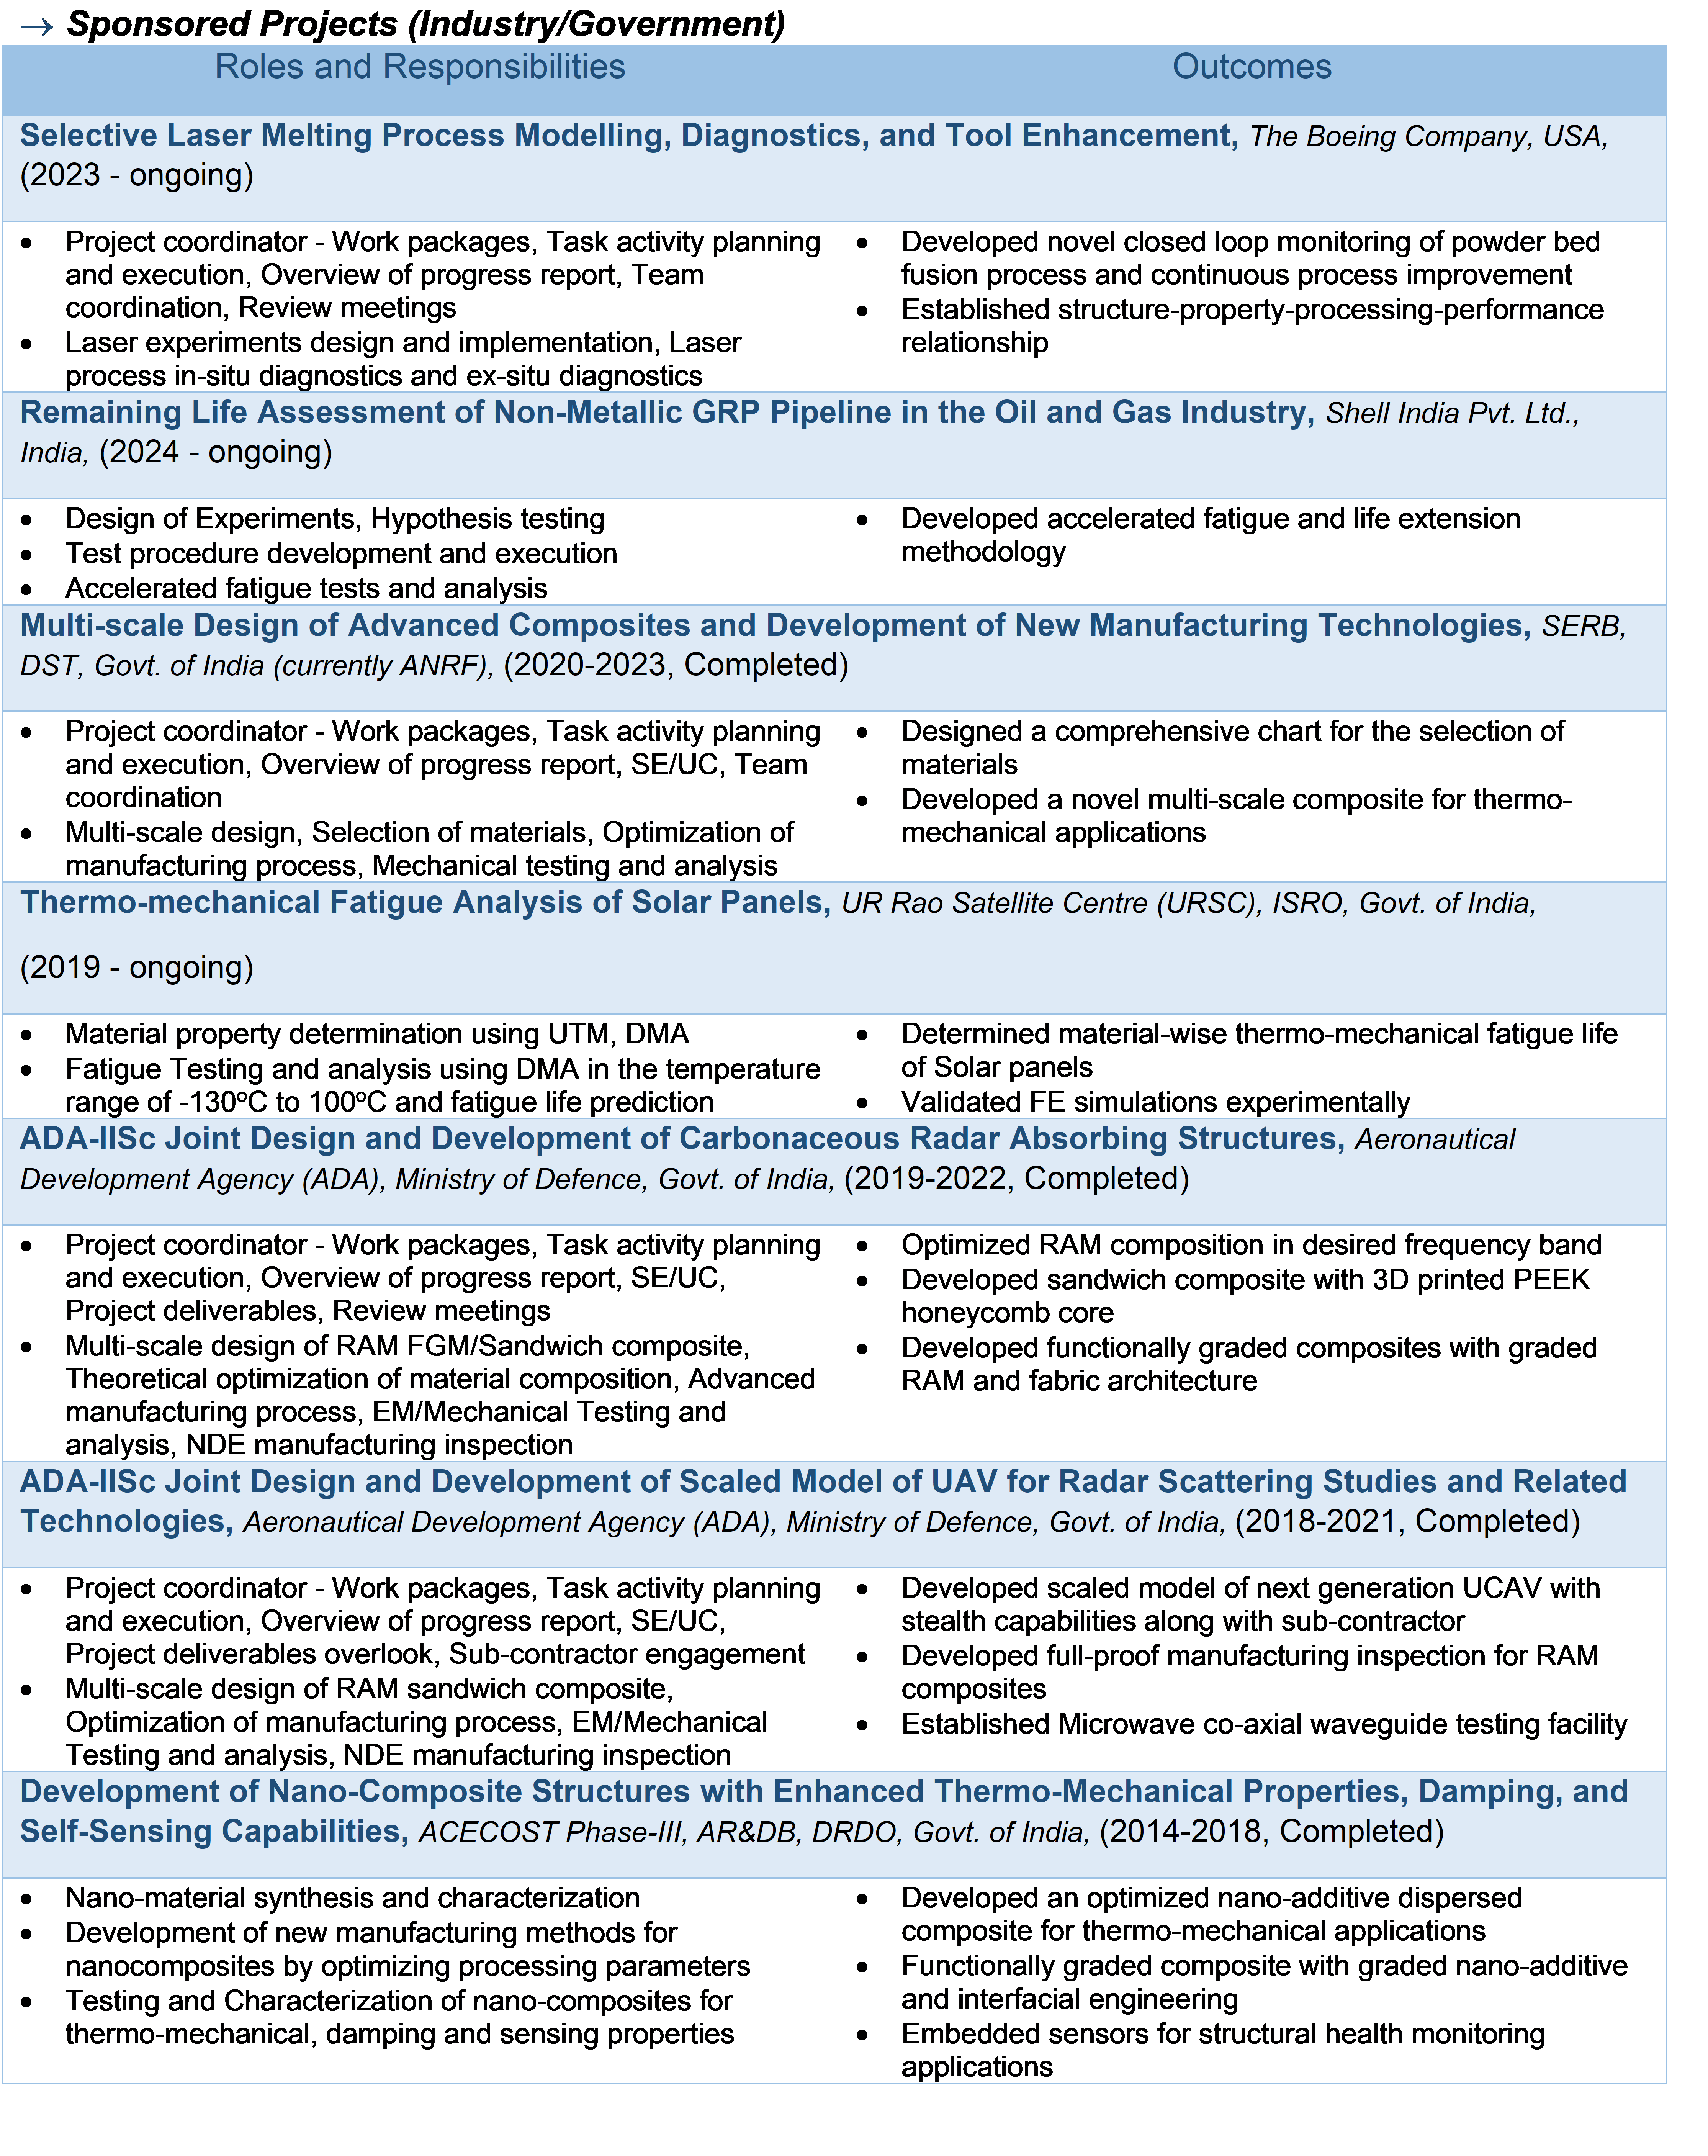 → Sponsored Projects (Industry/Government)
Roles and Responsibilities
Outcomes
Selective Laser Melting Process Modelling, Diagnostics, and Tool Enhancement, The Boeing Company, USA,
(2023 - ongoing)
• Project coordinator - Work packages, Task activity planning
and execution, Overview of progress report, Team
coordination, Review meetings
• Laser experiments design and implementation, Laser
process in-situ diagnostics and ex-situ diagnostics
• Developed novel closed loop monitoring of powder bed
fusion process and continuous process improvement
• Established structure-property-processing-performance
relationship
Remaining Life Assessment of Non-Metallic GRP Pipeline in the Oil and Gas Industry, Shell India Pvt. Ltd.,
India, (2024 - ongoing)
• Design of Experiments, Hypothesis testing
• Test procedure development and execution
• Accelerated fatigue tests and analysis
• Developed accelerated fatigue and life extension
methodology
Multi-scale Design of Advanced Composites and Development of New Manufacturing Technologies, SERB,
DST, Govt. of India (currently ANRF), (2020-2023, Completed)
• Project coordinator - Work packages, Task activity planning
and execution, Overview of progress report, SE/UC, Team
coordination
• Multi-scale design, Selection of materials, Optimization of
manufacturing process, Mechanical testing and analysis
• Designed a comprehensive chart for the selection of
materials
• Developed a novel multi-scale composite for thermo-
mechanical applications
Thermo-mechanical Fatigue Analysis of Solar Panels, UR Rao Satellite Centre (URSC), ISRO, Govt. of India,
(2019 - ongoing)
• Material property determination using UTM, DMA
• Fatigue Testing and analysis using DMA in the temperature
range of -130ºC to 100ºC and fatigue life prediction
• Determined material-wise thermo-mechanical fatigue life
of Solar panels
• Validated FE simulations experimentally
ADA-IISc Joint Design and Development of Carbonaceous Radar Absorbing Structures, Aeronautical
Development Agency (ADA), Ministry of Defence, Govt. of India, (2019-2022, Completed)
• Project coordinator - Work packages, Task activity planning
and execution, Overview of progress report, SE/UC,
Project deliverables, Review meetings
• Multi-scale design of RAM FGM/Sandwich composite,
Theoretical optimization of material composition, Advanced
manufacturing process, EM/Mechanical Testing and
analysis, NDE manufacturing inspection
• Optimized RAM composition in desired frequency band
• Developed sandwich composite with 3D printed PEEK
honeycomb core
• Developed functionally graded composites with graded
RAM and fabric architecture
ADA-IISc Joint Design and Development of Scaled Model of UAV for Radar Scattering Studies and Related
Technologies, Aeronautical Development Agency (ADA), Ministry of Defence, Govt. of India, (2018-2021, Completed)
• Project coordinator - Work packages, Task activity planning
and execution, Overview of progress report, SE/UC,
Project deliverables overlook, Sub-contractor engagement
• Multi-scale design of RAM sandwich composite,
Optimization of manufacturing process, EM/Mechanical
Testing and analysis, NDE manufacturing inspection
• Developed scaled model of next generation UCAV with
stealth capabilities along with sub-contractor
• Developed full-proof manufacturing inspection for RAM
composites
• Established Microwave co-axial waveguide testing facility
Development of Nano-Composite Structures with Enhanced Thermo-Mechanical Properties, Damping, and
Self-Sensing Capabilities, ACECOST Phase-III, AR&DB, DRDO, Govt. of India, (2014-2018, Completed)
• Nano-material synthesis and characterization
• Development of new manufacturing methods for
nanocomposites by optimizing processing parameters
• Testing and Characterization of nano-composites for
thermo-mechanical, damping and sensing properties
• Developed an optimized nano-additive dispersed
composite for thermo-mechanical applications
• Functionally graded composite with graded nano-additive
and interfacial engineering
• Embedded sensors for structural health monitoring
applications